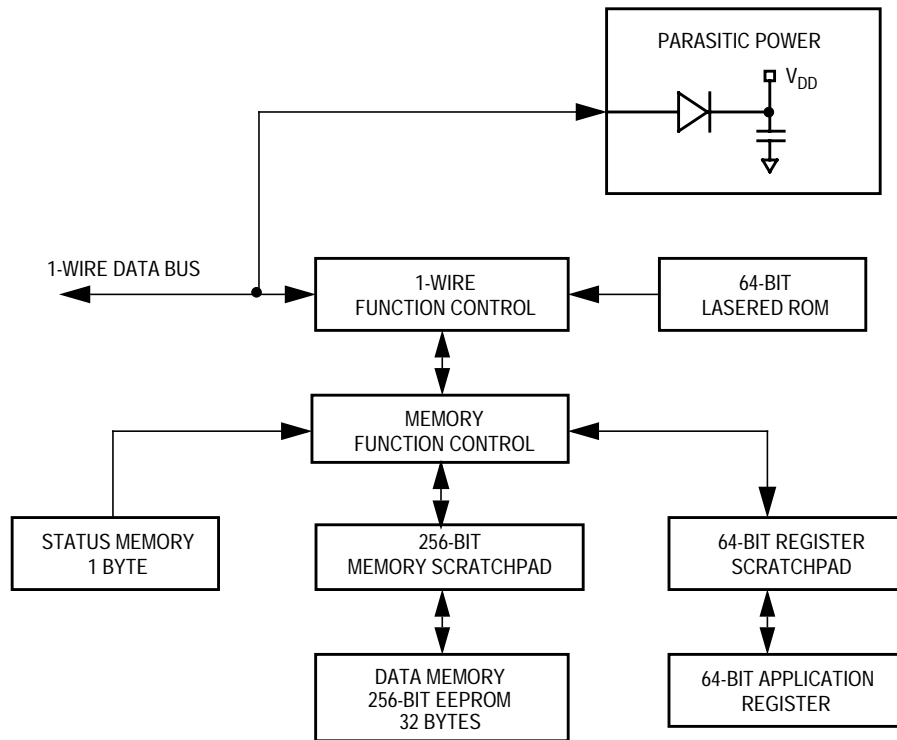 PARASITIC POWER
VDD
1-WIRE DATA BUS
1-WIRE
FUNCTION CONTROL
64-BIT
LASERED ROM
MEMORY
FUNCTION CONTROL
STATUS MEMORY
1 BYTE
256-BIT
MEMORY SCRATCHPAD
64-BIT REGISTER
SCRATCHPAD
DATA MEMORY
256-BIT EEPROM
32 BYTES
64-BIT APPLICATION
REGISTER